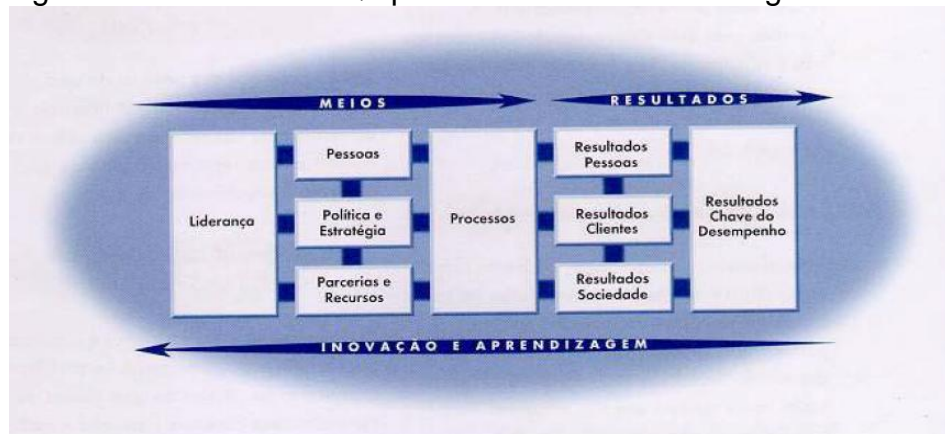 MEIOS
RESULTADOS
Liderança
Pessoas
Política e
Estratégia
Parcerias e
Recursos
Processos
Resultados
Pessoas
Resultados
Clientes
Resultados
Sociedade
Resultados
Chave do
Desempenho
INOVAÇÃO E APRENDIZAGEM